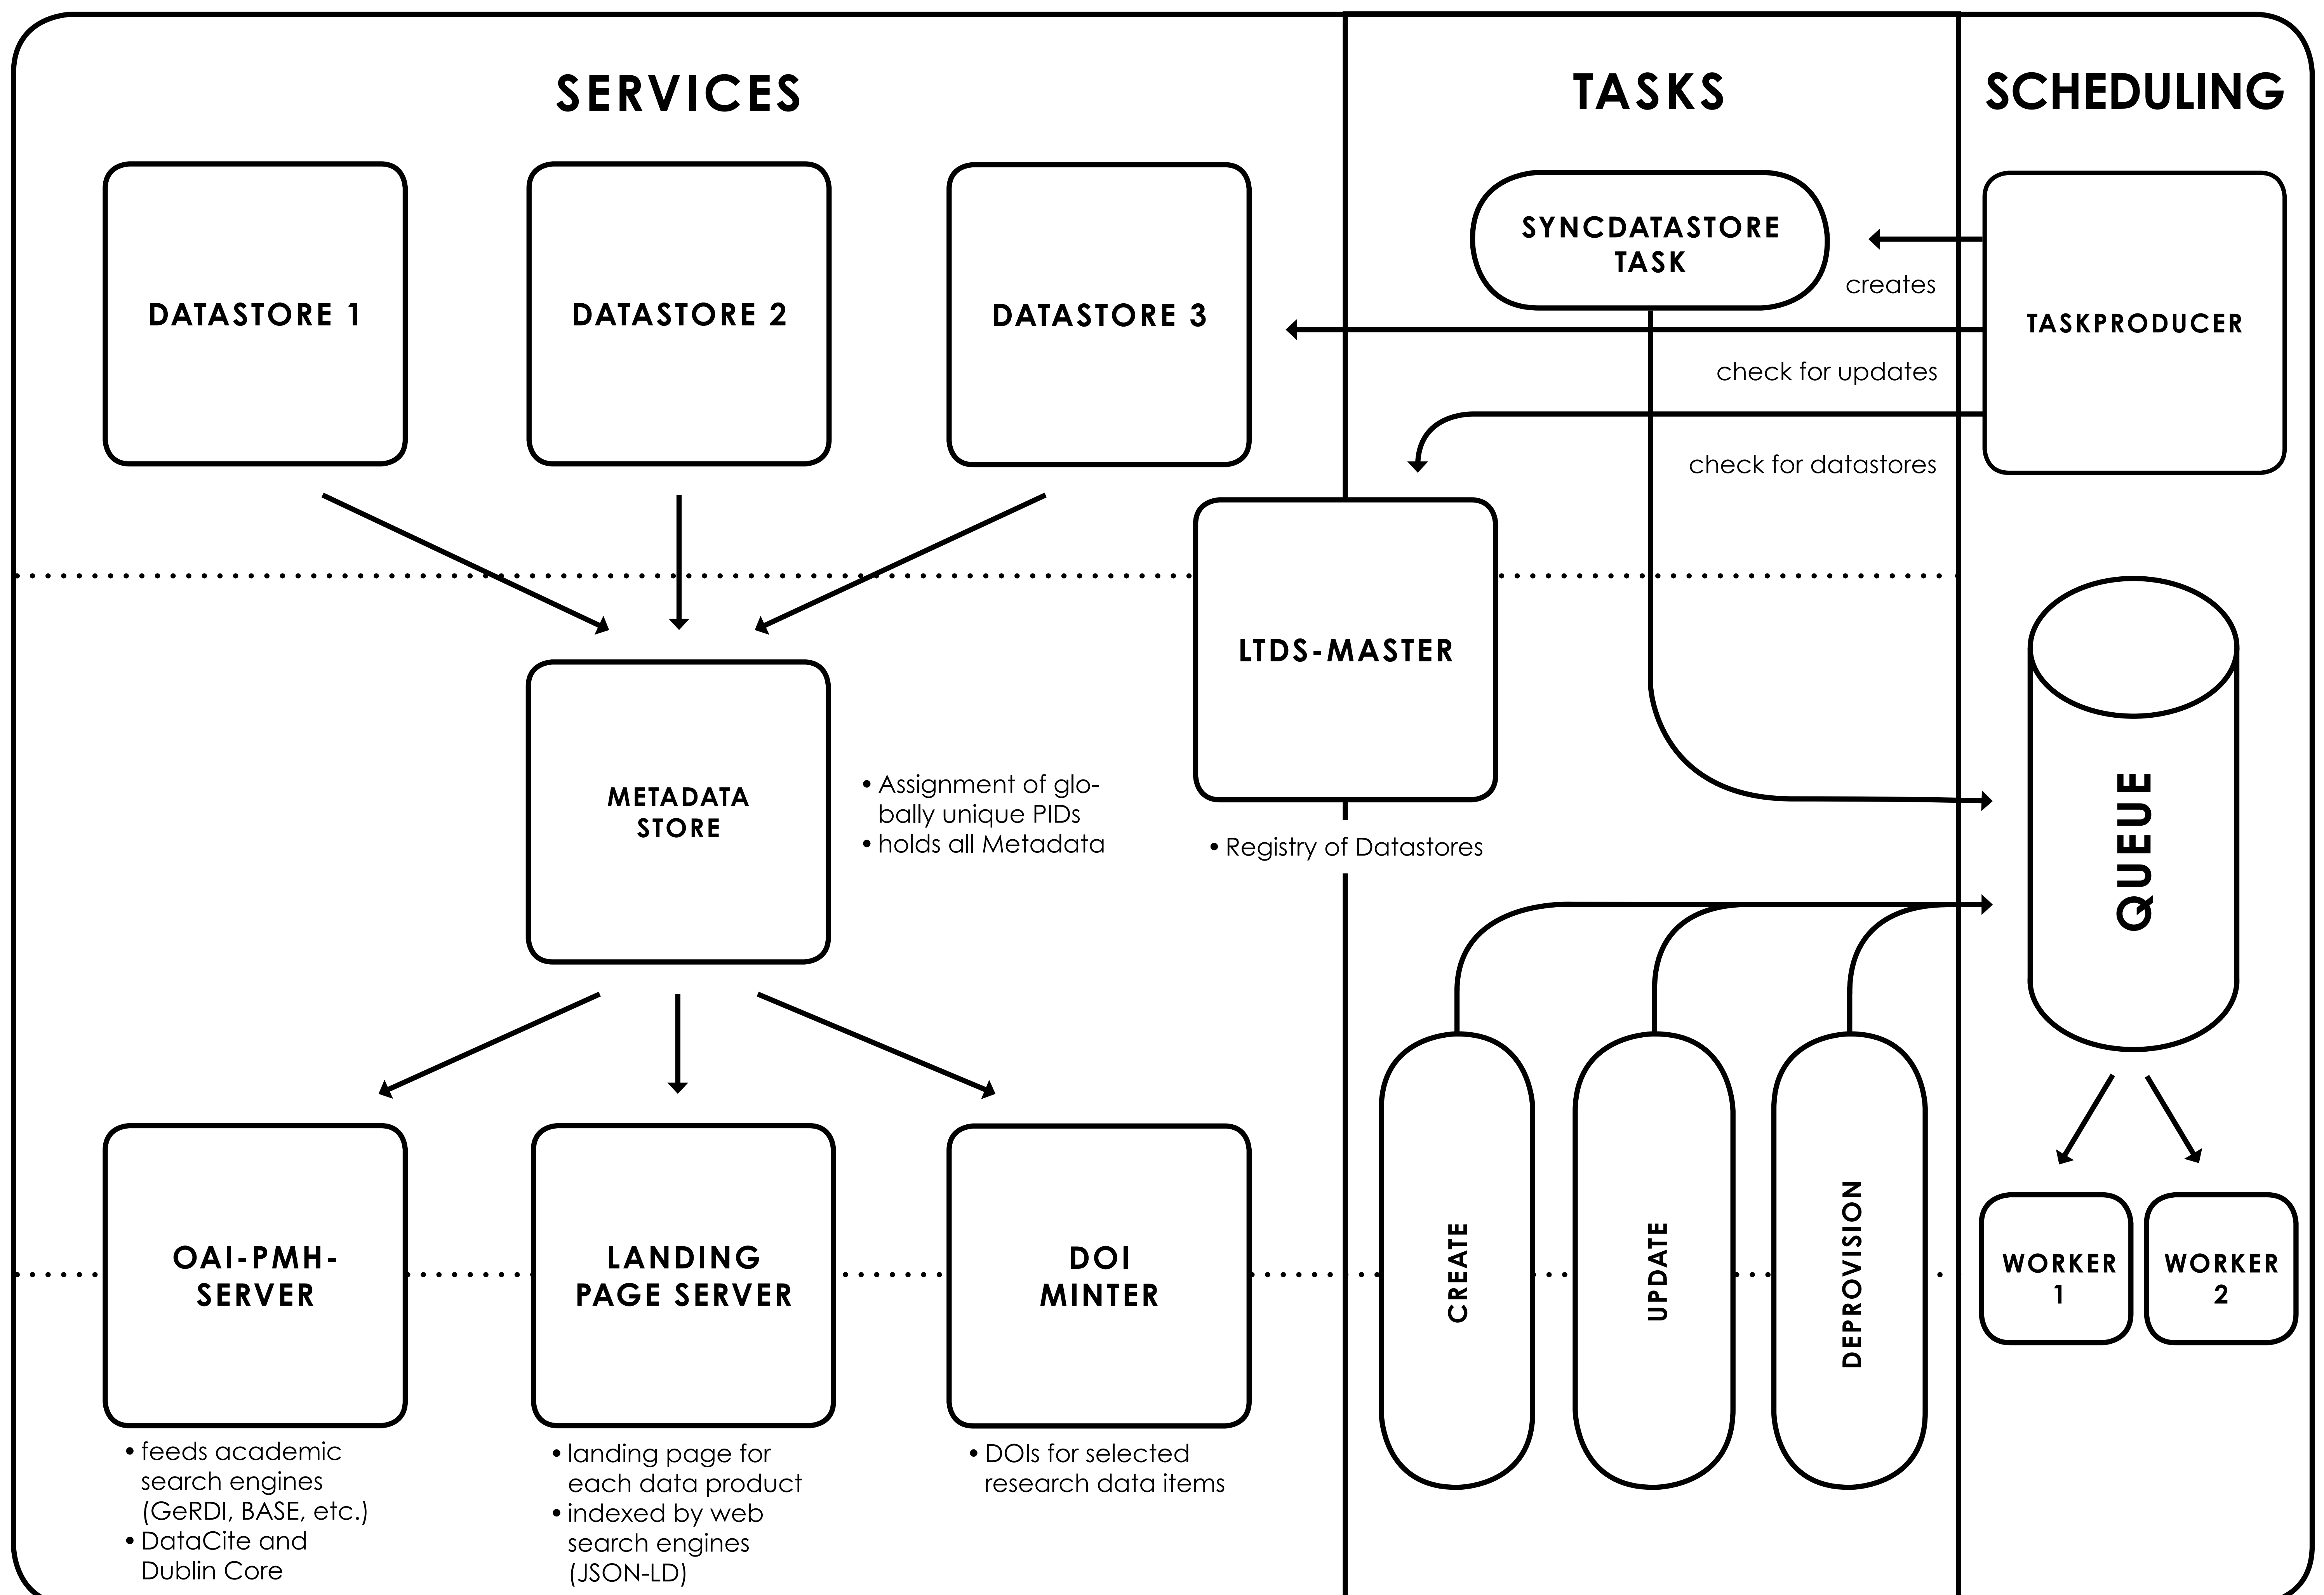 SERVICES
TASKS
SCHEDULING
DATASTORE 1
DATASTORE 2
DATASTORE 3
SYNCDATASTORE
TASK
creates
TASKPRODUCER
check for updates
check for datastores
LTDS-MASTER
• Registry of Datastores
METADATA
STORE
• Assignment of glo-
bally unique PIDs
• holds all Metadata
QUEUE
OAI-PMH-
SERVER
LANDING
PAGE SERVER
DOI
MINTER
CREATE
UPDATE
DEPROVISION
WORKER
1
WORKER
2
• feeds academic
search engines
(GeRDI, BASE, etc.)
• DataCite and
Dublin Core
• landing page for
each data product
• indexed by web
search engines
(JSON-LD)
• DOIs for selected
research data items